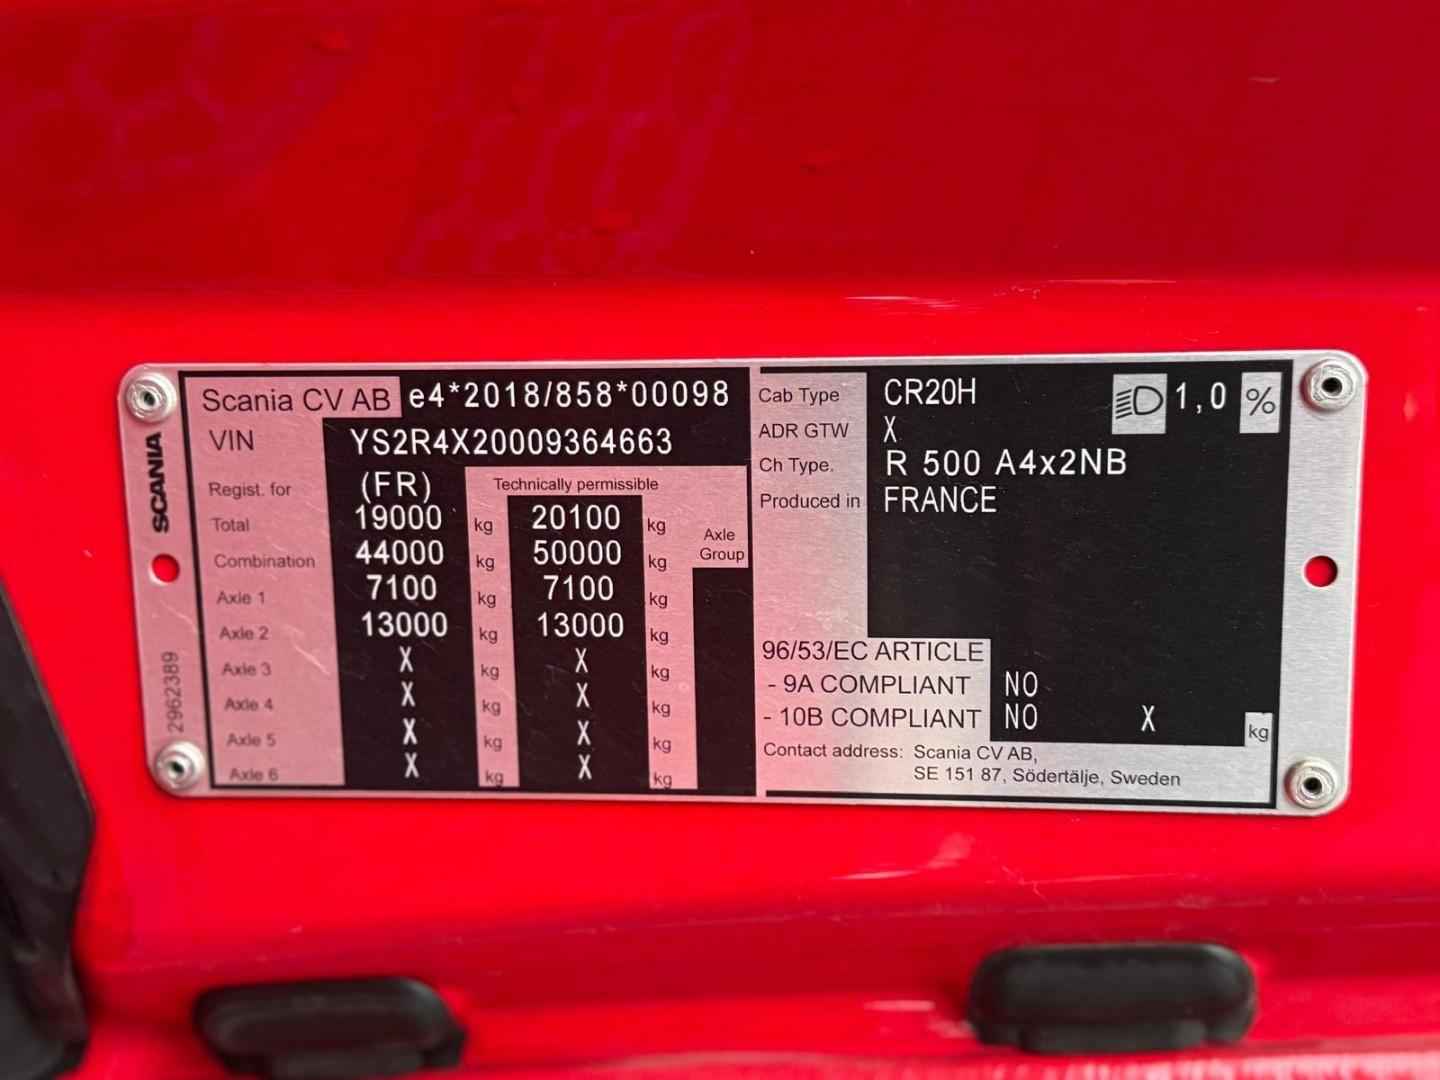 SCANIA
2962389
Scania CV AB e4*2018/858*00098
VIN YS2R4X20009364663
Regist. for (FR) Technically permissible
Total 19000 kg 20100 kg Axle
Combination 44000 kg 50000 kg Group
Axle 1 7100 kg 7100 kg
Axle 2 13000 kg 13000 kg
Axle 3 X kg X kg
Axle 4 X kg X kg
Axle 5 X kg X kg
Axle 6 X kg X kg
Cab Type CR20H 1,0 %
ADR GTW X
Ch Type. R 500 A4x2NB
Produced in FRANCE
96/53/EC ARTICLE
- 9A COMPLIANT NO
- 10B COMPLIANT NO X kg
Contact address: Scania CV AB,
SE 151 87, Södertälje, Sweden